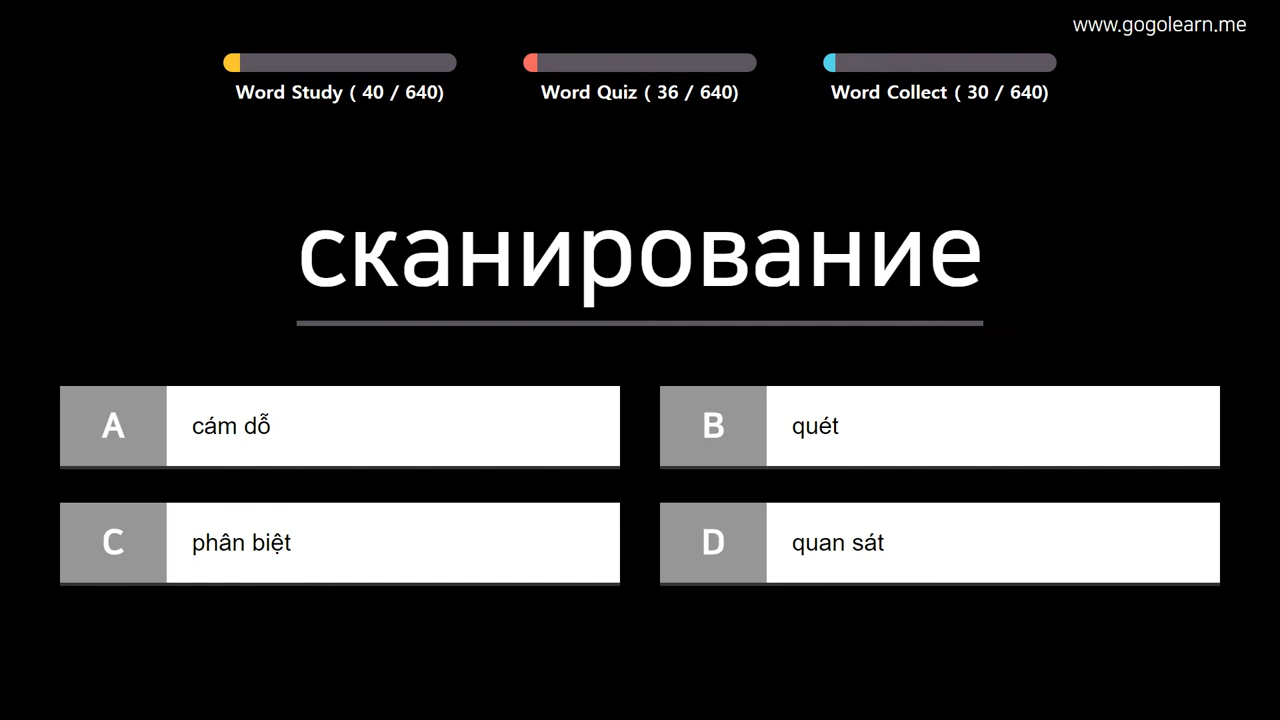 www.gogolearn.me
Word Study ( 40 / 640)
Word Quiz ( 36 / 640)
Word Collect ( 30 / 640)
сканирование
A
cám dỗ
B
quét
C
phân biệt
D
quan sát